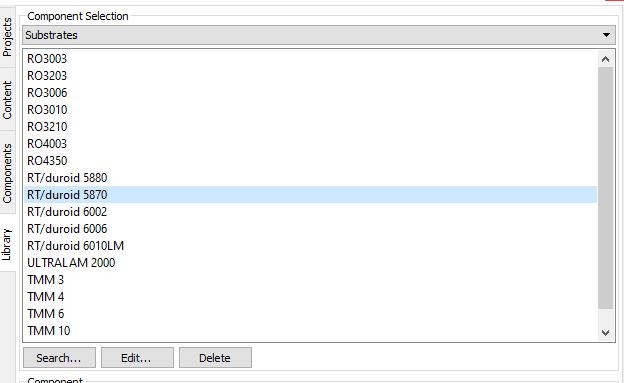 Component Selection
Substrates
RO3003
RO3203
RO3006
RO3010
RO3210
RO4003
RO4350
RT/duroid 5880
RT/duroid 5870
RT/duroid 6002
RT/duroid 6006
RT/duroid 6010LM
ULTRALAM 2000
TMM 3
TMM 4
TMM 6
TMM 10
Search... Edit... Delete
Component
Projects
Content
Components
Library